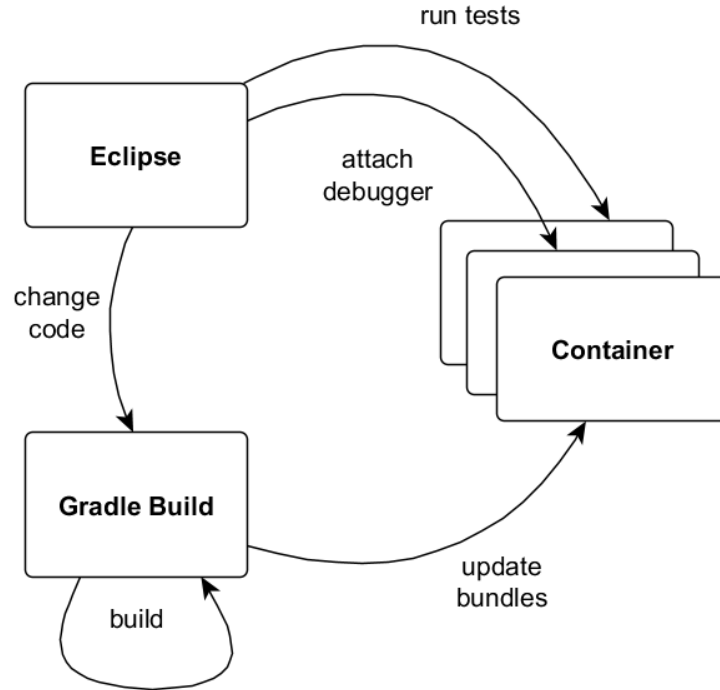 run tests
Eclipse
attach
debugger
change
code
Container
Gradle Build
update
bundles
build